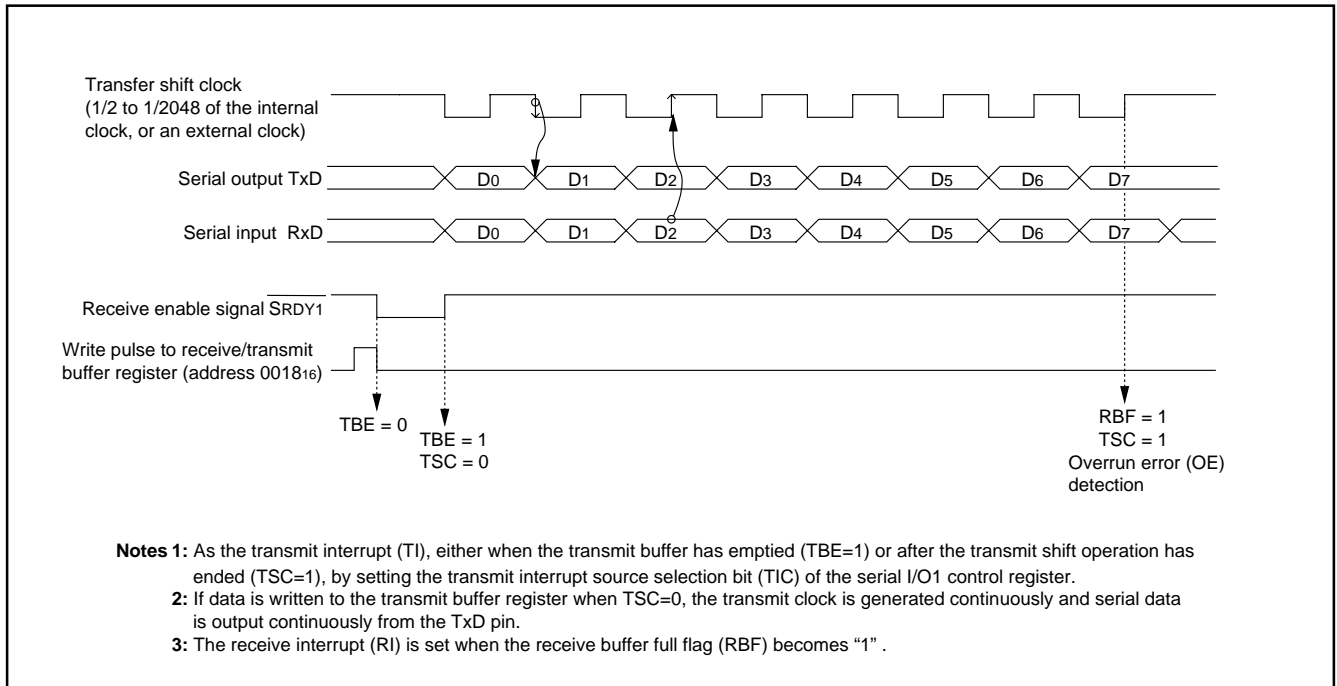 Transfer shift clock
(1/2 to 1/2048 of the internal
clock, or an external clock)
Serial output TxD
D0 D1 D2 D3 D4 D5 D6 D7
Serial input RxD
D0 D1 D2 D3 D4 D5 D6 D7
Receive enable signal SRDY1
Write pulse to receive/transmit
buffer register (address 001816)
TBE = 0
TBE = 1
TSC = 0
RBF = 1
TSC = 1
Overrun error (OE)
detection
Notes 1: As the transmit interrupt (TI), either when the transmit buffer has emptied (TBE=1) or after the transmit shift operation has
ended (TSC=1), by setting the transmit interrupt source selection bit (TIC) of the serial I/O1 control register.
2: If data is written to the transmit buffer register when TSC=0, the transmit clock is generated continuously and serial data
is output continuously from the TxD pin.
3: The receive interrupt (RI) is set when the receive buffer full flag (RBF) becomes “1” .